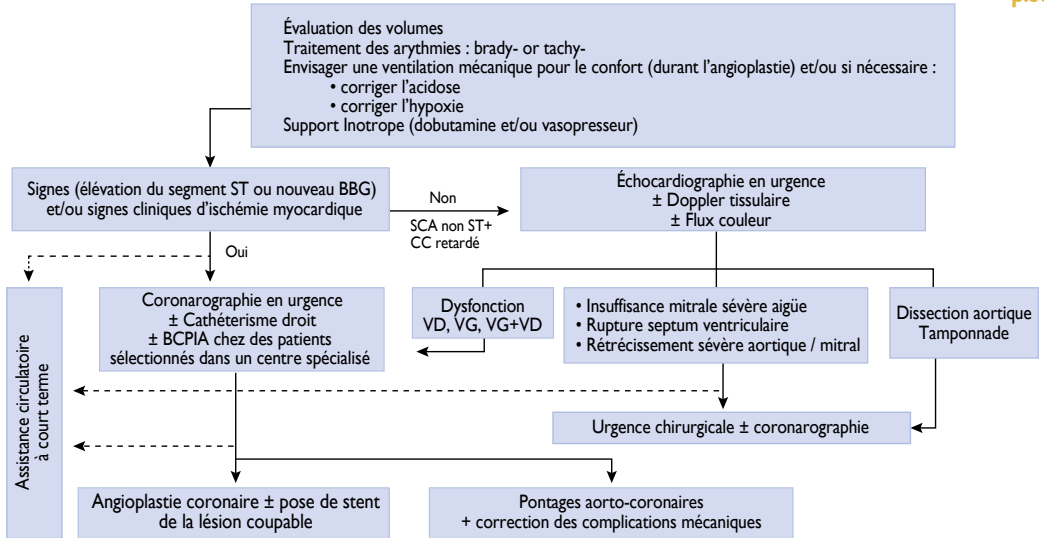 Évaluation des volumes
Traitement des arythmies : brady- or tachy-
Envisager une ventilation mécanique pour le confort (durant l'angioplastie) et/ou si nécessaire :
• corriger l'acidose
• corriger l'hypoxie
Support Inotrope (dobutamine et/ou vasopresseur)
Signes (élévation du segment ST ou nouveau BBG)
et/ou signes cliniques d'ischémie myocardique
Non
SCA non ST+
CC retardé
Échocardiographie en urgence
± Doppler tissulaire
± Flux couleur
Oui
Assistance circulatoire
à court terme
Coronarographie en urgence
± Cathéterisme droit
± BCPIA chez des patients
sélectionnés dans un centre spécialisé
Dysfonction
VD, VG, VG+VD
• Insuffisance mitrale sévère aigüe
• Rupture septum ventriculaire
• Rétrécissement sévère aortique / mitral
Dissection aortique
Tamponnade
Urgence chirurgicale ± coronarographie
Angioplastie coronaire ± pose de stent
de la lésion coupable
Pontages aorto-coronaires
+ correction des complications mécaniques